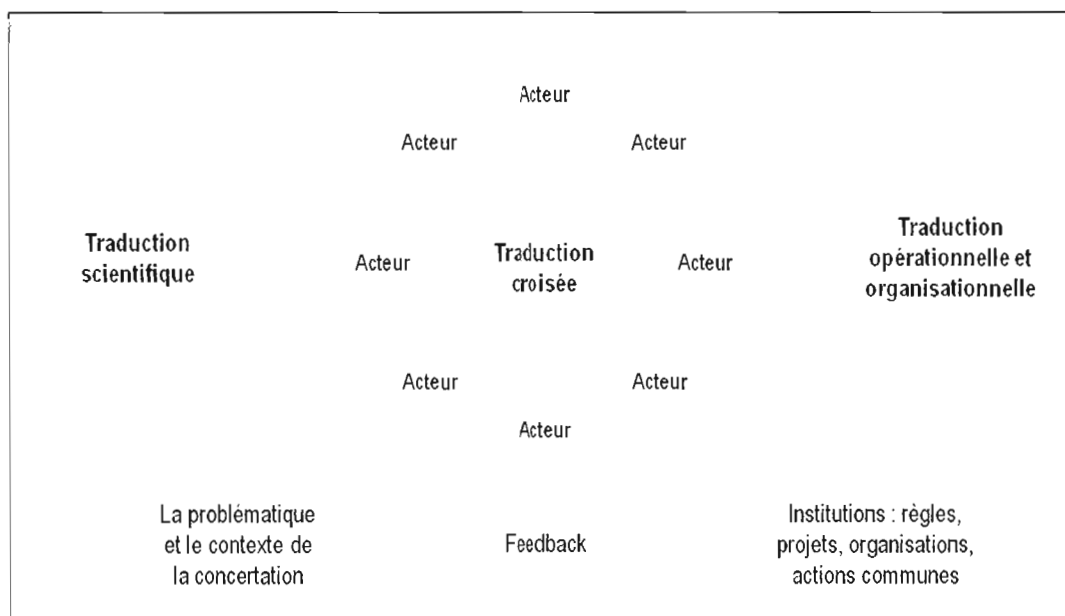 Acteur
Acteur
Acteur
Traduction
scientifique
Acteur
Traduction
croisée
Acteur
Traduction
opérationnelle et
organisationnelle
Acteur
Acteur
Acteur
La problématique
et le contexte de
la concertation
Feedback
Institutions : règles,
projets, organisations,
actions communes